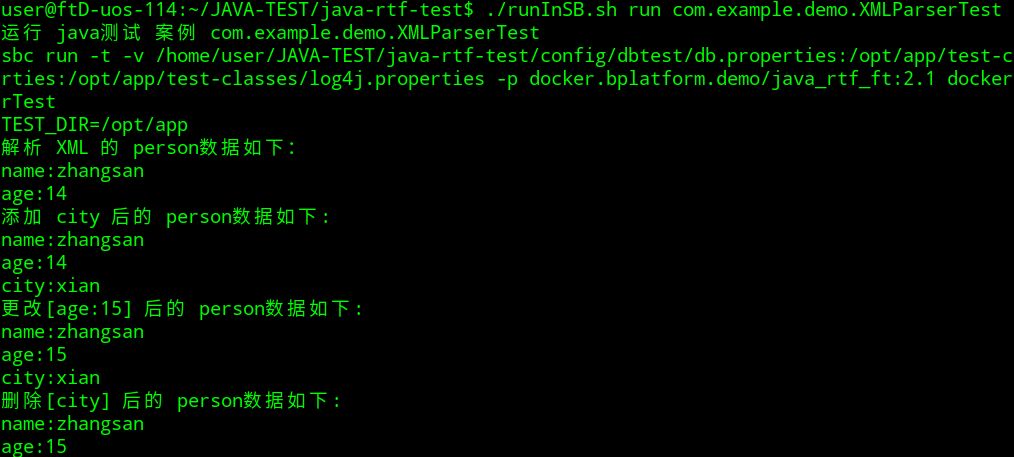 user@ftD-uos-114:~/JAVA-TEST/java-rtf-test$ ./runInSB.sh run com.example.demo.XMLParserTest
运行 java测试 案例 com.example.demo.XMLParserTest
sbc run -t -v /home/user/JAVA-TEST/java-rtf-test/config/dbtest/db.properties:/opt/app/test-c
rties:/opt/app/test-classes/log4j.properties -p docker.bplatform.demo/java_rtf_ft:2.1 docker
rTest
TEST_DIR=/opt/app
解析 XML 的 person数据如下:
name:zhangsan
age:14
添加 city 后的 person数据如下:
name:zhangsan
age:14
city:xian
更改[age:15] 后的 person数据如下:
name:zhangsan
age:15
city:xian
删除[city] 后的 person数据如下:
name:zhangsan
age:15